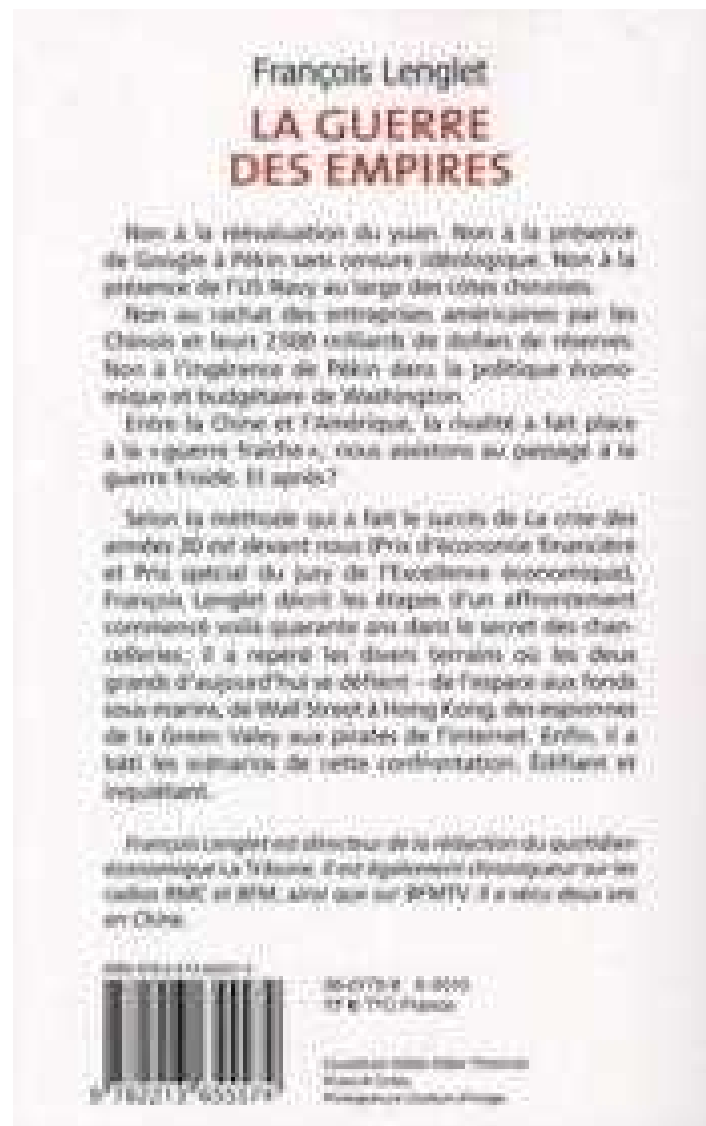 François Lenglet
LA GUERRE
DES EMPIRES
Non à la réévaluation du yuan. Non à la présence
de Google à Pékin sans censure idéologique. Non à la
présence de l'US Navy au large des côtes chinoises.
Non au rachat des entreprises américaines par les
Chinois et leurs 2500 milliards de dollars de réserves.
Non à l'ingérence de Pékin dans la politique écono-
mique et budgétaire de Washington.
Entre la Chine et l'Amérique, la rivalité a fait place
à la « guerre fraîche », nous assistons au passage à la
guerre froide. Et après ?
Selon la méthode qui a fait le succès de La crise des
années 30 est devant nous (Prix d'économie financière
et Prix spécial du jury de l'Excellence économique),
François Lenglet décrit les étapes d'un affrontement
commencé voilà quarante ans dans le secret des chan-
celleries ; il a repéré les divers terrains où les deux
grands d'aujourd'hui se défient – de l'espace aux fonds
sous-marins, de Wall Street à Hong Kong, des espionnes
de la Green Valey aux pirates de l'internet. Enfin, il a
bâti les scénarios de cette confrontation. Édifiant et
inquiétant.
François Lenglet est directeur de la rédaction du quotidien
économique La Tribune. Il est également chroniqueur sur les
radios RMC et BFM, ainsi que sur BFMTV. Il a vécu deux ans
en Chine.
France
9 782213 655574